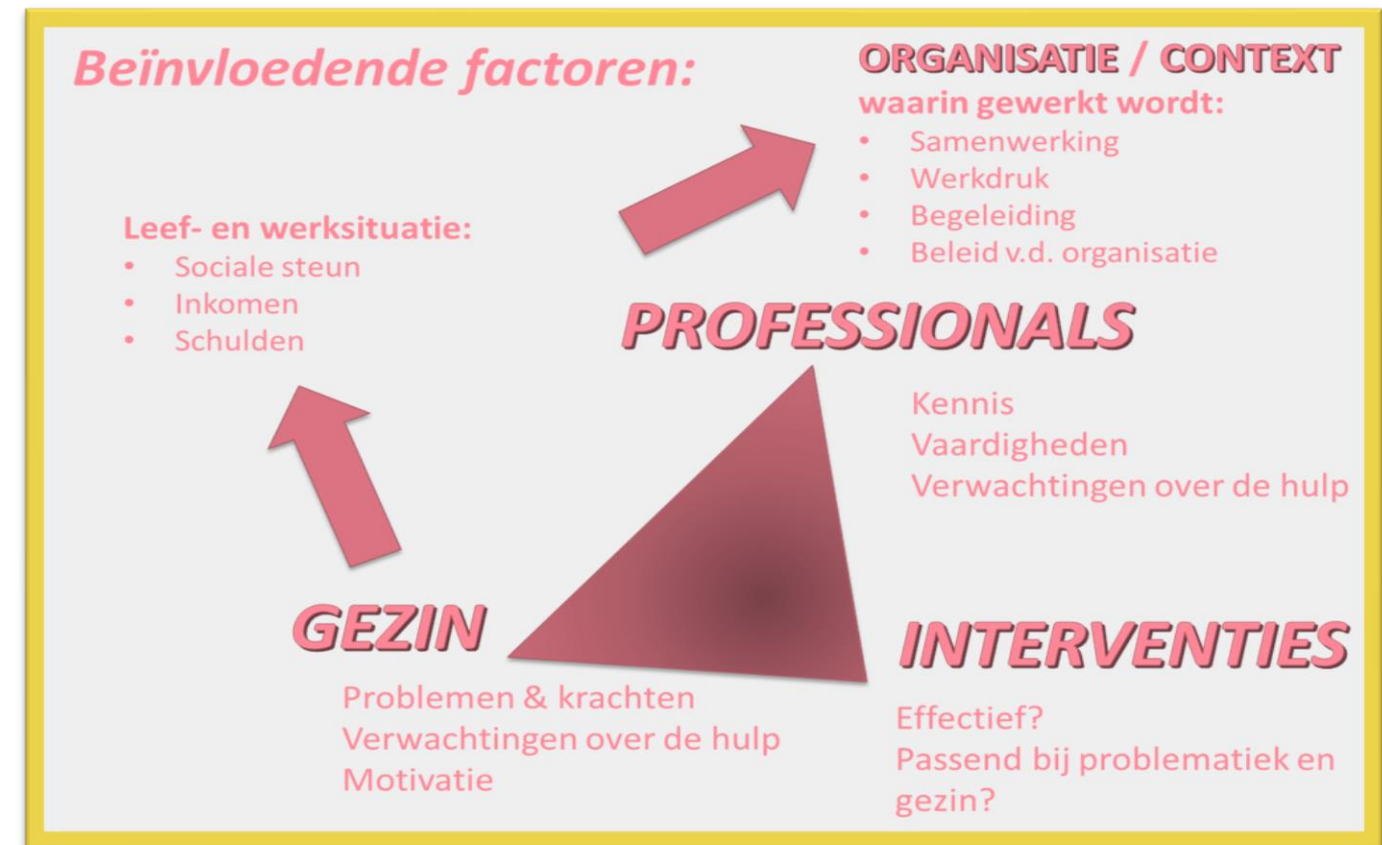 Beïnvloedende factoren:
ORGANISATIE / CONTEXT
waarin gewerkt wordt:
• Samenwerking
• Werkdruk
• Begeleiding
• Beleid v.d. organisatie
Leef- en werksituatie:
• Sociale steun
• Inkomen
• Schulden
PROFESSIONALS
Kennis
Vaardigheden
Verwachtingen over de hulp
GEZIN
Problemen & krachten
Verwachtingen over de hulp
Motivatie
INTERVENTIES
Effectief?
Passend bij problematiek en
gezin?